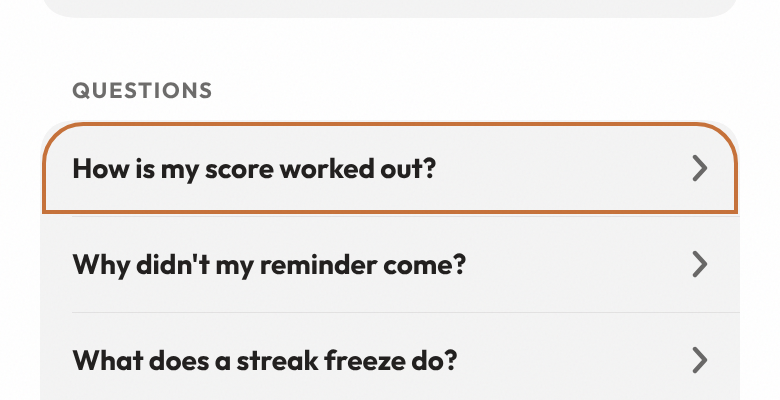 QUESTIONS
How is my score worked out?
Why didn't my reminder come?
What does a streak freeze do?